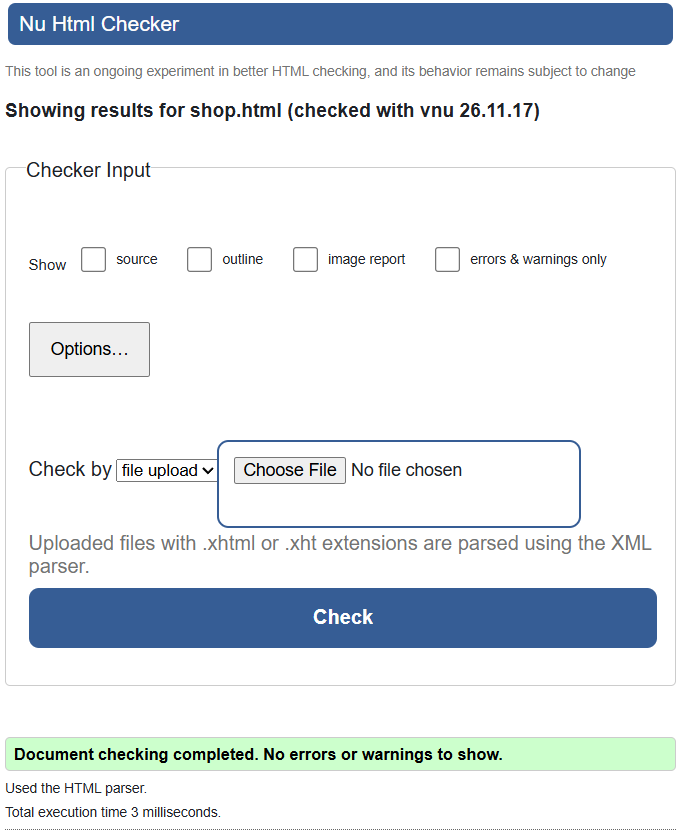 Nu Html Checker
This tool is an ongoing experiment in better HTML checking, and its behavior remains subject to change
Showing results for shop.html (checked with vnu 26.11.17)
Checker Input
Show source outline image report errors & warnings only
Options…
Check by file upload Choose File No file chosen
Uploaded files with .xhtml or .xht extensions are parsed using the XML
parser.
Check
Document checking completed. No errors or warnings to show.
Used the HTML parser.
Total execution time 3 milliseconds.